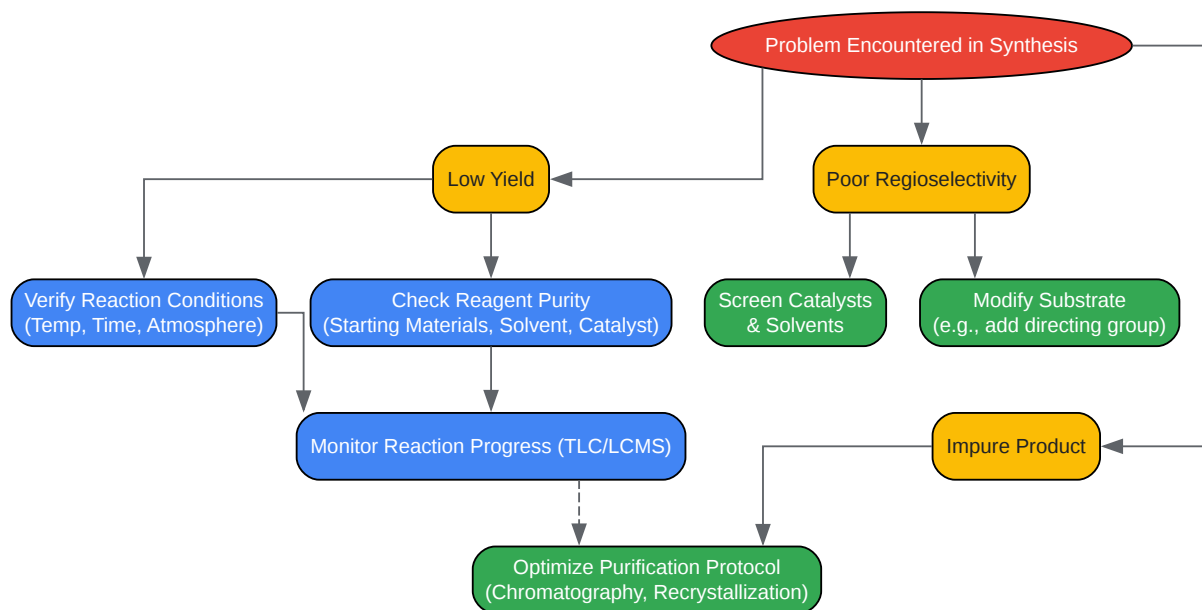 Problem Encountered in Synthesis
Low Yield
Poor Regioselectivity
Verify Reaction Conditions
(Temp, Time, Atmosphere)
Check Reagent Purity
(Starting Materials, Solvent, Catalyst)
Screen Catalysts
& Solvents
Modify Substrate
(e.g., add directing group)
Monitor Reaction Progress (TLC/LCMS)
Impure Product
Optimize Purification Protocol
(Chromatography, Recrystallization)